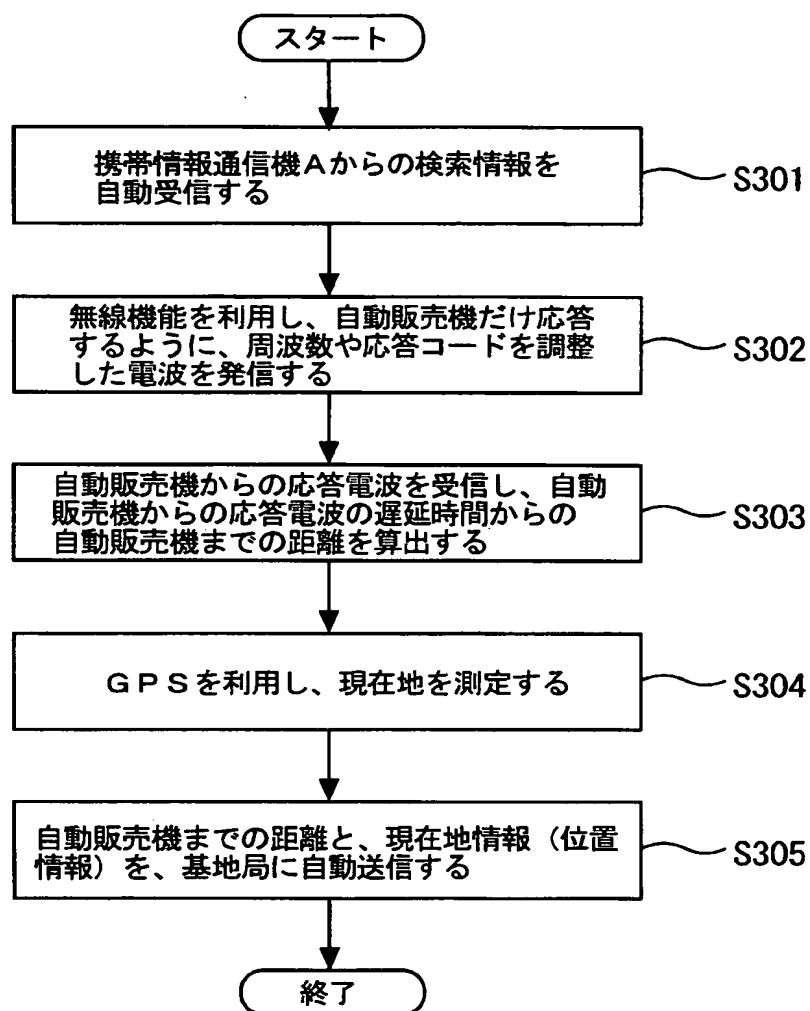 スタート
携帯情報通信機Aからの検索情報を
自動受信する
S301
無線機能を利用し、自動販売機だけ応答
するように、周波数や応答コードを調整
した電波を発信する
S302
自動販売機からの応答電波を受信し、自動
販売機からの応答電波の遅延時間からの
自動販売機までの距離を算出する
S303
GPSを利用し、現在地を測定する
S304
自動販売機までの距離と、現在地情報（位置
情報）を、基地局に自動送信する
S305
終了